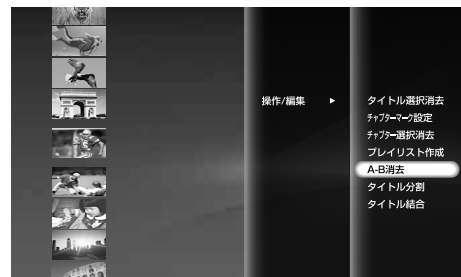 操作/編集 ▶
タイトル選択消去
ﾁｬﾌﾟﾀｰﾏｰｸ設定
ﾁｬﾌﾟﾀｰ選択消去
プレイリスト作成
A-B消去
タイトル分割
タイトル結合